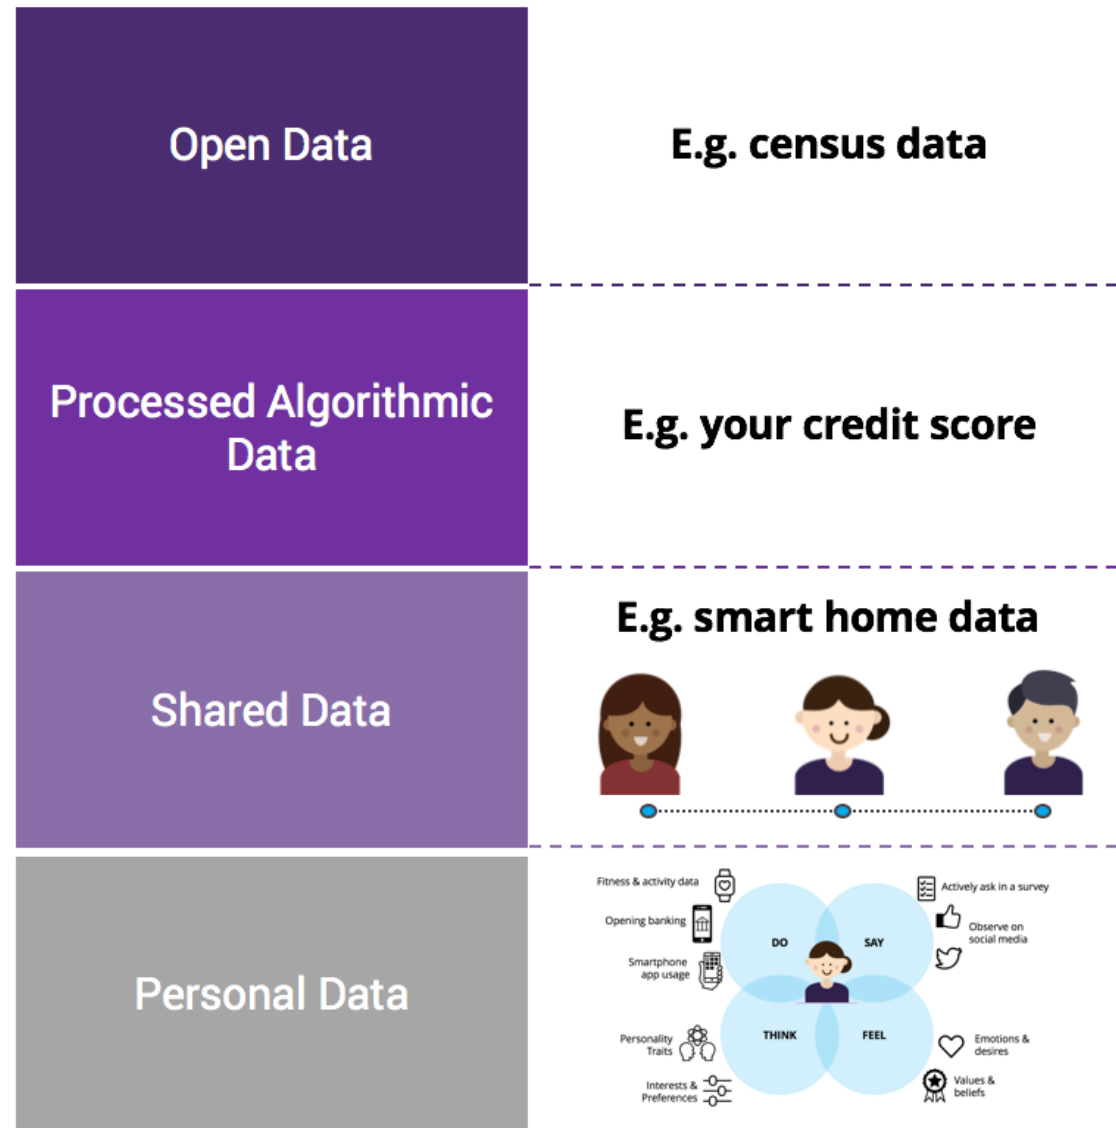 Open Data
E.g. census data
Processed Algorithmic
Data
E.g. your credit score
Shared Data
E.g. smart home data
Personal Data
Fitness & activity data
Opening banking
Smartphone
app usage
Personality
Traits
Interests &
Preferences
DO
SAY
THINK
FEEL
Actively ask in a survey
Observe on
social media
Emotions &
desires
Values &
beliefs